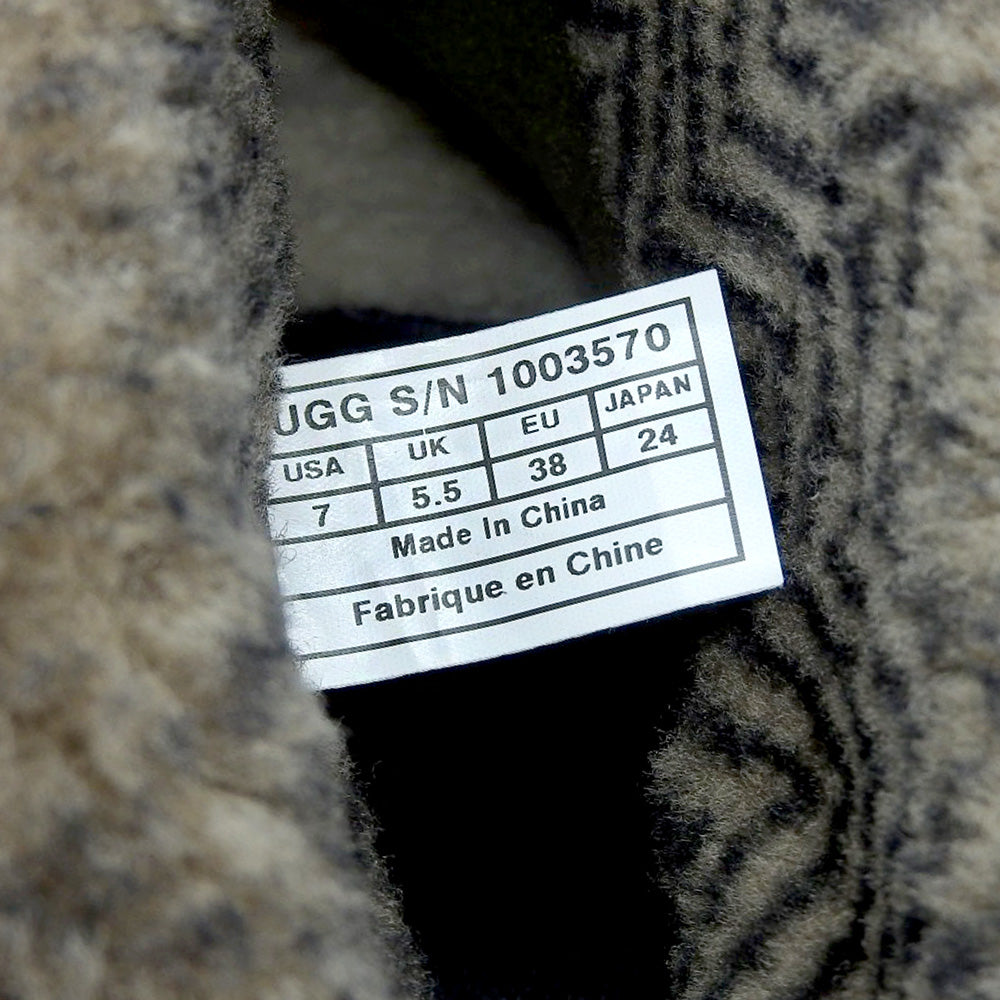 UGG S/N 1003570
USA UK EU JAPAN
7 5.5 38 24
Made In China
Fabrique en Chine